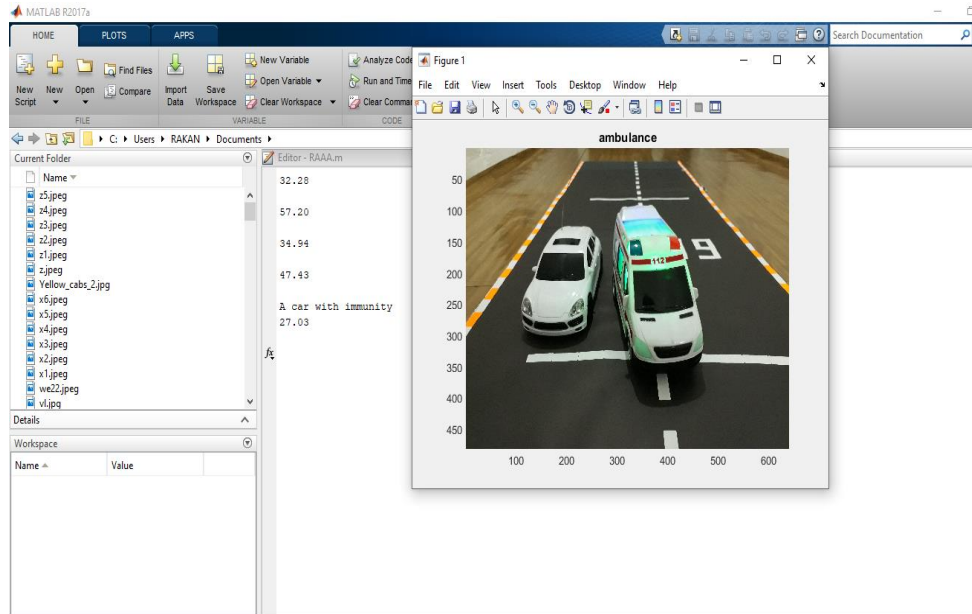 MATLAB R2017a
HOME PLOTS APPS
Search Documentation
New Script
New
Open
Find Files
Compare
Import Data
Save Workspace
New Variable
Open Variable
Clear Workspace
Analyze Code
Run and Time
Clear Comma
FILE VARIABLE CODE
C: Users RAKAN Documents
Current Folder
Name
z5.jpeg
z4.jpeg
z3.jpeg
z2.jpeg
z1.jpeg
z.jpeg
Yellow_cabs_2.jpg
x6.jpeg
x5.jpeg
x4.jpeg
x3.jpeg
x2.jpeg
x1.jpeg
we22.jpeg
vl.jpg
Details
Workspace
Name Value
Editor - RAAA.m
32.28
57.20
34.94
47.43
A car with immunity
27.03
fx
Figure 1
File Edit View Insert Tools Desktop Window Help
ambulance
50
100
150
200
250
300
350
400
450
100 200 300 400 500 600
112
9